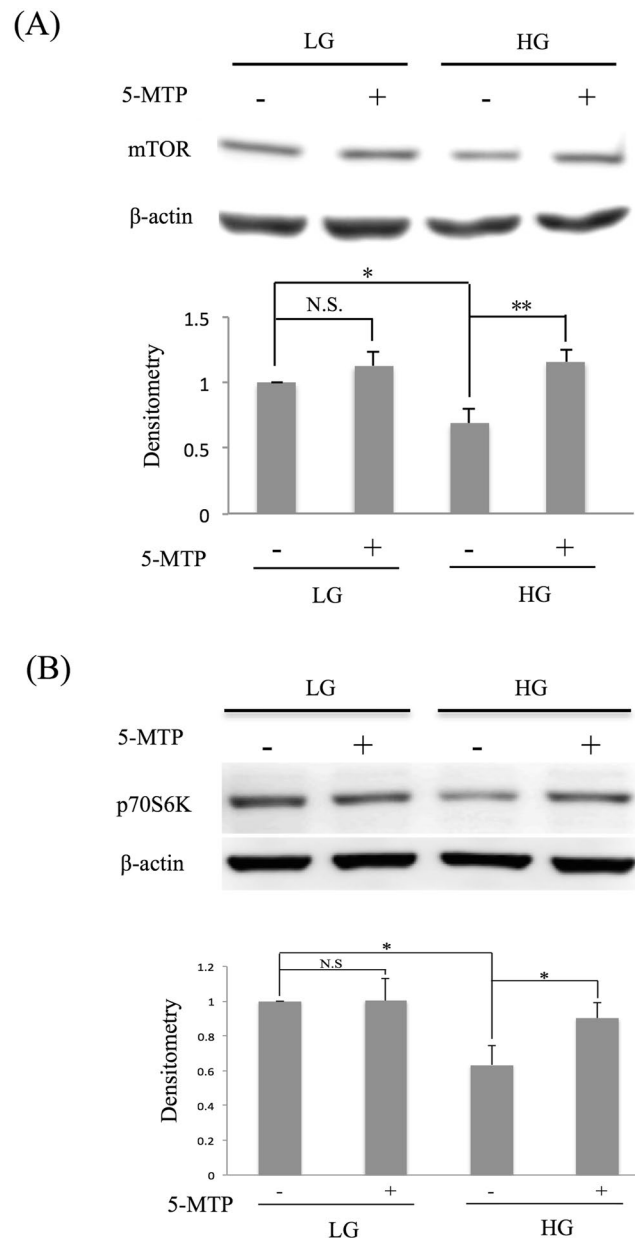 (A)
LG HG
5-MTP - + - +
mTOR
β-actin
*
N.S. **
1.5
1
0.5
0
Densitometry
5-MTP - + - +
LG HG
(B)
LG HG
5-MTP - + - +
p70S6K
β-actin
*
N.S *
1.2
1
0.8
0.6
0.4
0.2
0
Densitometry
5-MTP - + - +
LG HG